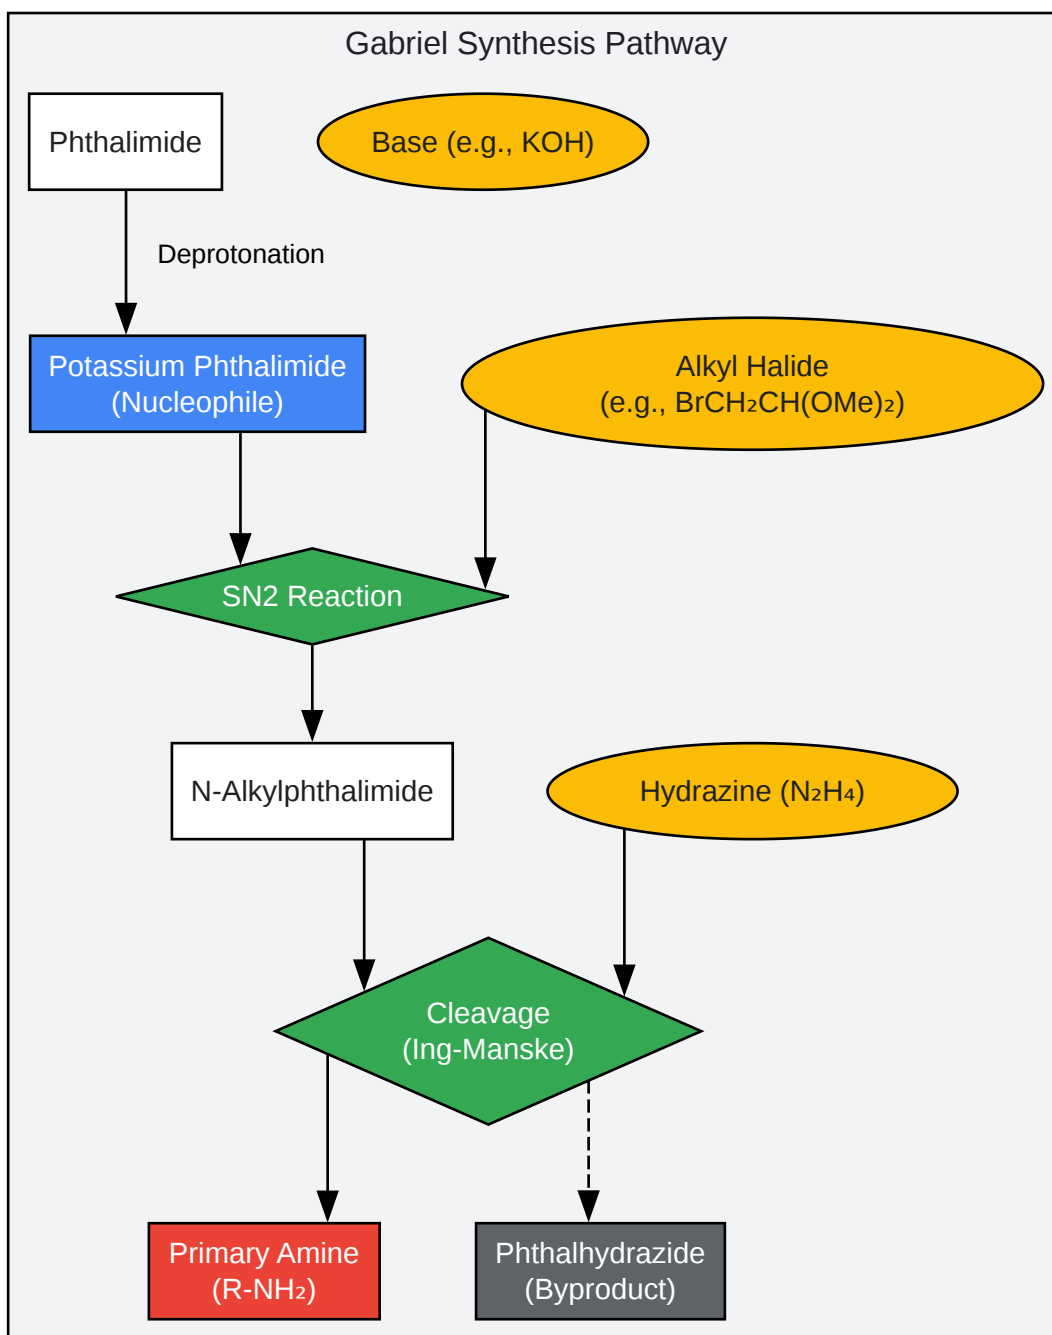 Gabriel Synthesis Pathway
Phthalimide
Base (e.g., KOH)
Deprotonation
Potassium Phthalimide
(Nucleophile)
Alkyl Halide
(e.g., BrCH₂CH(OMe)₂)
SN2 Reaction
N-Alkylphthalimide
Hydrazine (N₂H₄)
Cleavage
(Ing-Manske)
Primary Amine
(R-NH₂)
Phthalhydrazide
(Byproduct)